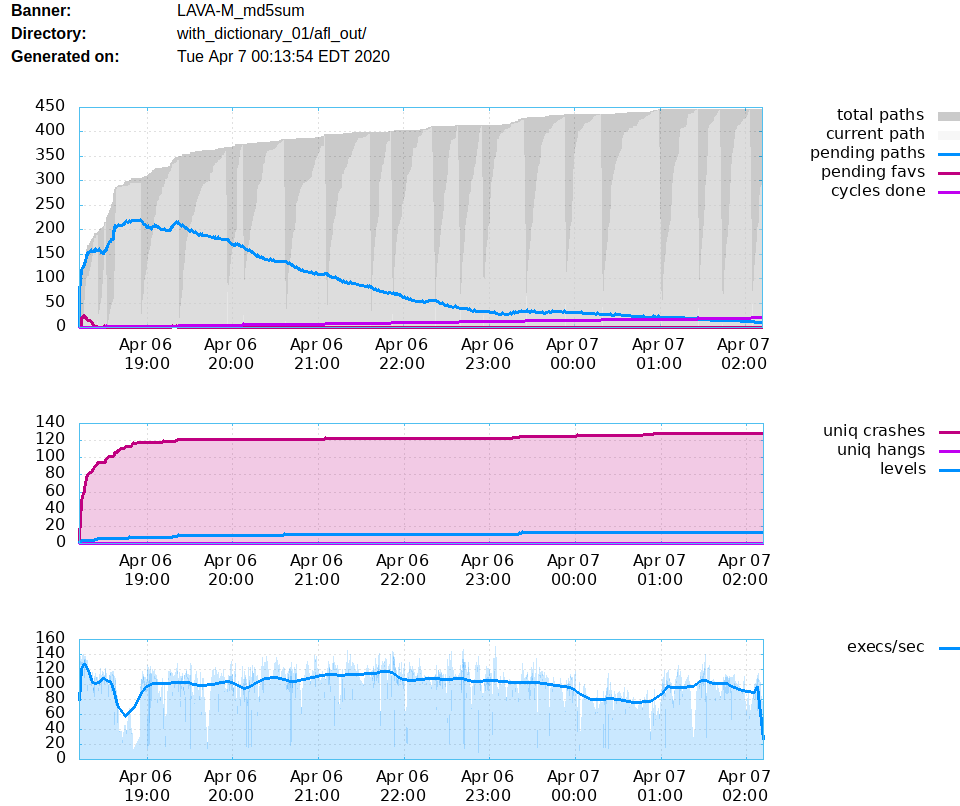 Banner: LAVA-M_md5sum
Directory: with_dictionary_01/afl_out/
Generated on: Tue Apr 7 00:13:54 EDT 2020
450
400
350
300
250
200
150
100
50
0
Apr 06 Apr 06 Apr 06 Apr 06 Apr 06 Apr 07 Apr 07 Apr 07
19:00 20:00 21:00 22:00 23:00 00:00 01:00 02:00
total paths
current path
pending paths
pending favs
cycles done
140
120
100
80
60
40
20
0
Apr 06 Apr 06 Apr 06 Apr 06 Apr 06 Apr 07 Apr 07 Apr 07
19:00 20:00 21:00 22:00 23:00 00:00 01:00 02:00
uniq crashes
uniq hangs
levels
160
140
120
100
80
60
40
20
0
Apr 06 Apr 06 Apr 06 Apr 06 Apr 06 Apr 07 Apr 07 Apr 07
19:00 20:00 21:00 22:00 23:00 00:00 01:00 02:00
execs/sec